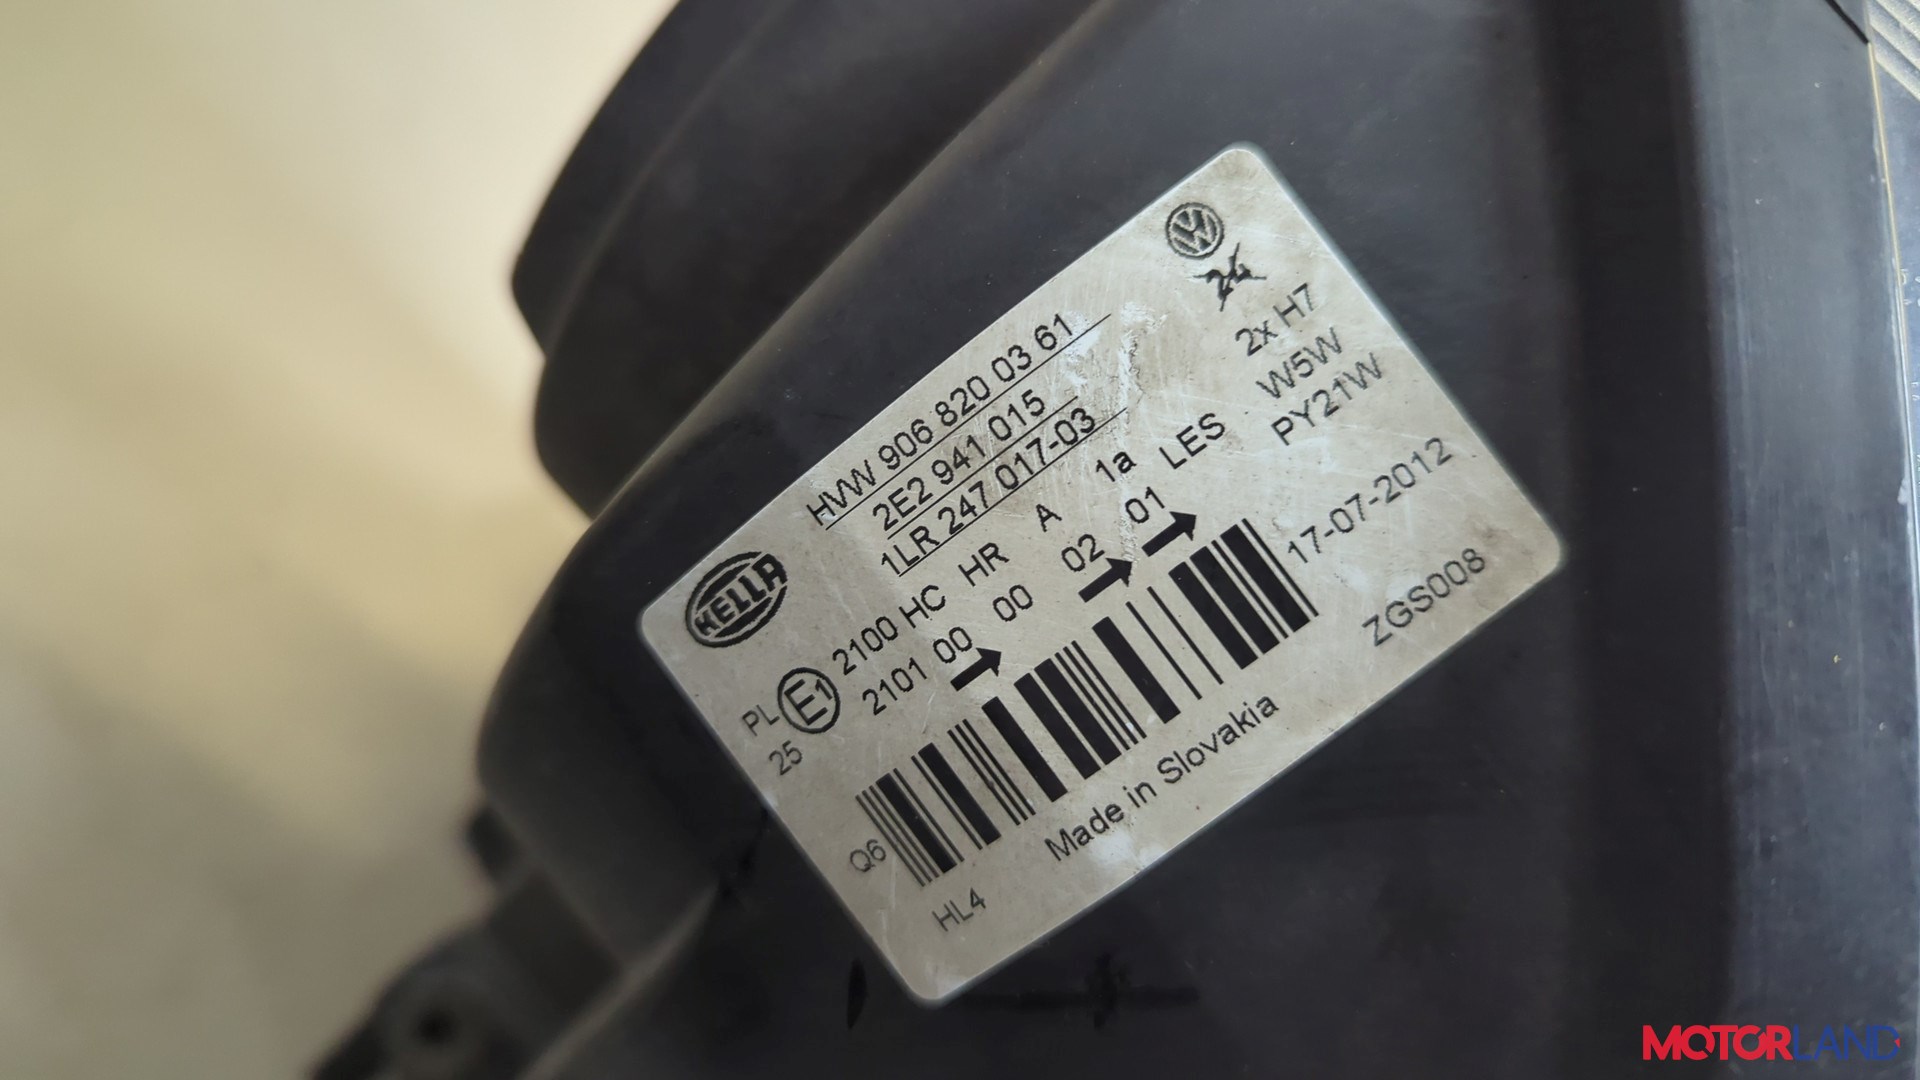 HVW 906 820 03 61
2E2 941 015
1LR 247 017-03
HELLA
2x H7
W5W
PY21W
PL
25
E1
2100 HC HR A 1a LES
2101 00 00 02 01
17-07-2012
ZGS008
Q6
HL4
Made in Slovakia
MOTORLAND